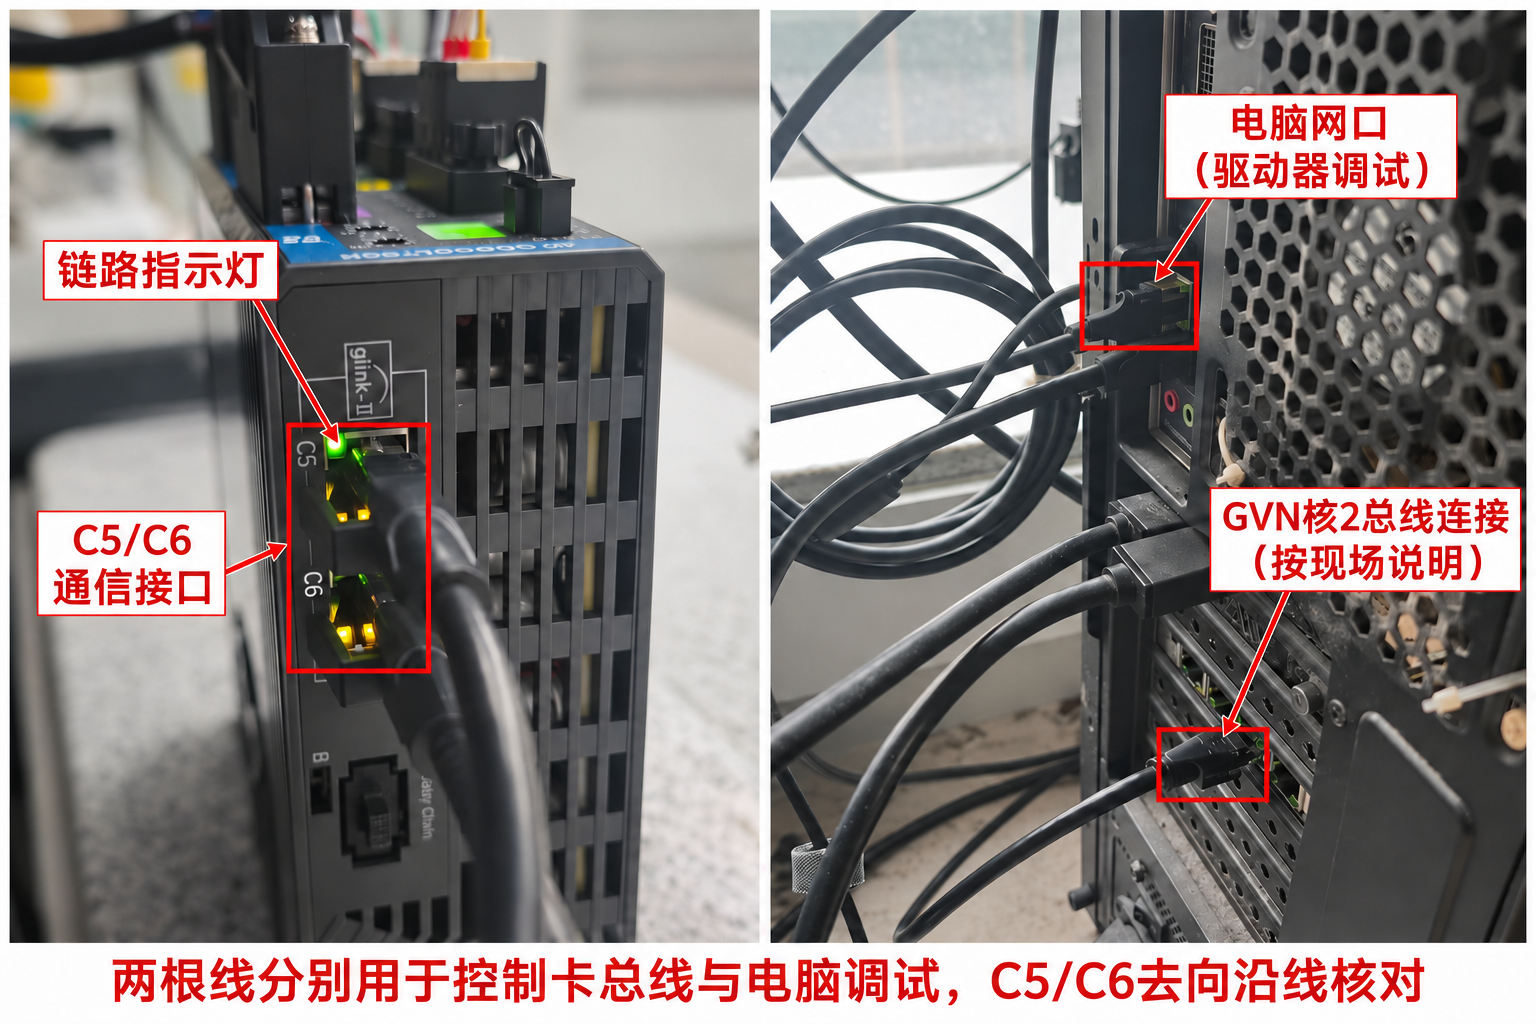 链路指示灯
glink-II
C5
C5/C6
通信接口
C6
B
Daisy Chain
电脑网口
（驱动器调试）
GVN核2总线连接
（按现场说明）
两根线分别用于控制卡总线与电脑调试，C5/C6去向沿线核对